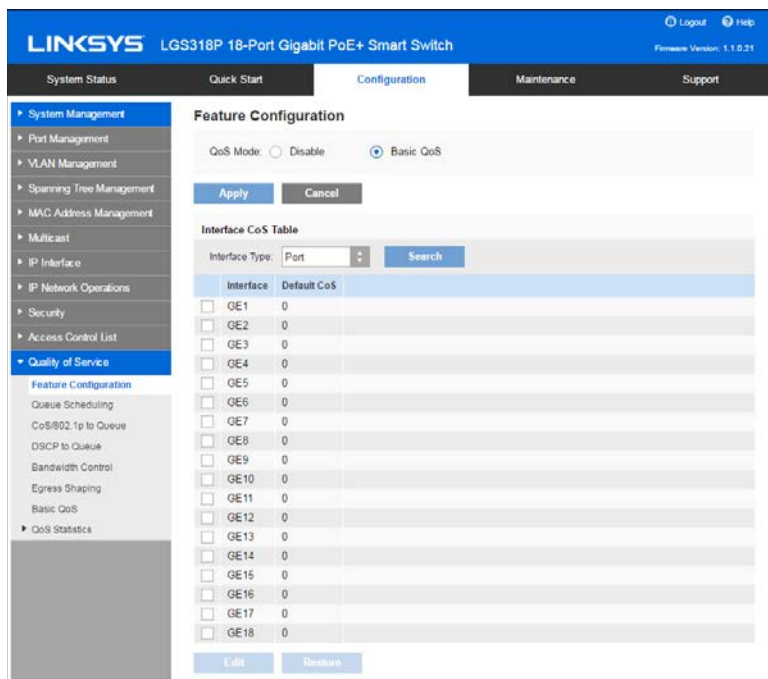 Logout Help
LINKSYS LGS318P 18-Port Gigabit PoE+ Smart Switch
Firmware Version: 1.1.0.21
System Status Quick Start Configuration Maintenance Support
System Management
Port Management
VLAN Management
Spanning Tree Management
MAC Address Management
Multicast
IP Interface
IP Network Operations
Security
Access Control List
Quality of Service
Feature Configuration
Queue Scheduling
CoS/802.1p to Queue
DSCP to Queue
Bandwidth Control
Egress Shaping
Basic QoS
QoS Statistics
Feature Configuration
QoS Mode: Disable Basic QoS
Apply Cancel
Interface CoS Table
Interface Type: Port Search
Interface Default CoS
GE1 0
GE2 0
GE3 0
GE4 0
GE5 0
GE6 0
GE7 0
GE8 0
GE9 0
GE10 0
GE11 0
GE12 0
GE13 0
GE14 0
GE15 0
GE16 0
GE17 0
GE18 0
Edit Restore